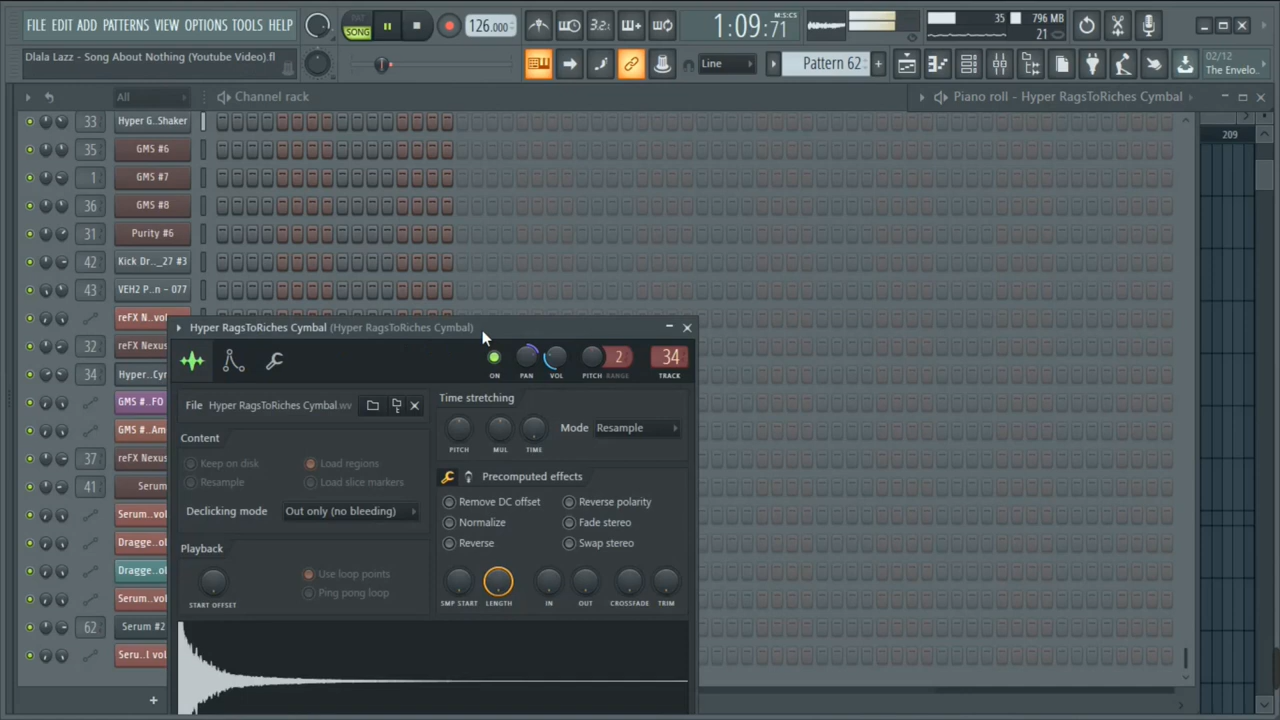 FILE EDIT ADD PATTERNS VIEW OPTIONS TOOLS HELP
PAT
SONG
126.000
3.2:
1:09:71
M:S:CS
35
796 MB
21
Dlala Lazz - Song About Nothing (Youtube Video).fl
Line
Pattern 62
02/12
The Envelo..
All
Channel rack
Piano roll - Hyper RagsToRiches Cymbal
209
33 Hyper G..Shaker
35 GMS #6
1 GMS #7
36 GMS #8
31 Purity #6
42 Kick Dr.._27 #3
43 VEH2 P..n - 077
reFX N..vol
32 reFX Nexus
34 Hyper..Cy
GMS #..FO
GMS #..Am
37 reFX Nexus
41 Serum
Serum..vol
Dragge..ol
Dragge..ol
Serum..vol
62 Serum #2
Seru..l vol
Hyper RagsToRiches Cymbal (Hyper RagsToRiches Cymbal)
ON PAN VOL PITCH RANGE TRACK
2
34
File Hyper RagsToRiches Cymbal.wv
Content
Keep on disk
Resample
Load regions
Load slice markers
Declicking mode Out only (no bleeding)
Playback
START OFFSET
Use loop points
Ping pong loop
Time stretching
PITCH MUL TIME
Mode Resample
Precomputed effects
Remove DC offset
Normalize
Reverse
Reverse polarity
Fade stereo
Swap stereo
SMP START LENGTH IN OUT CROSSFADE TRIM